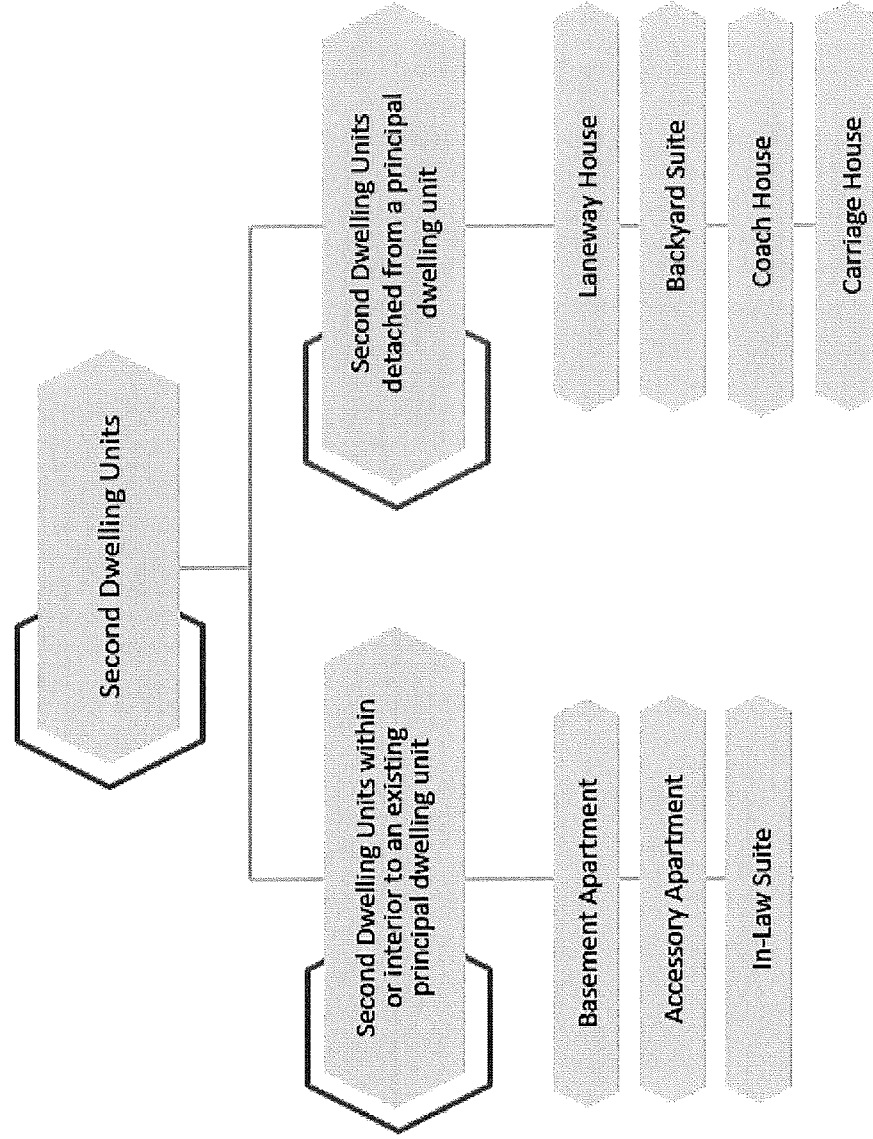 Second Dwelling Units
Second Dwelling Units within
or interior to an existing
principal dwelling unit
Basement Apartment
Accessory Apartment
In-Law Suite
Second Dwelling Units
detached from a principal
dwelling unit
Laneway House
Backyard Suite
Coach House
Carriage House